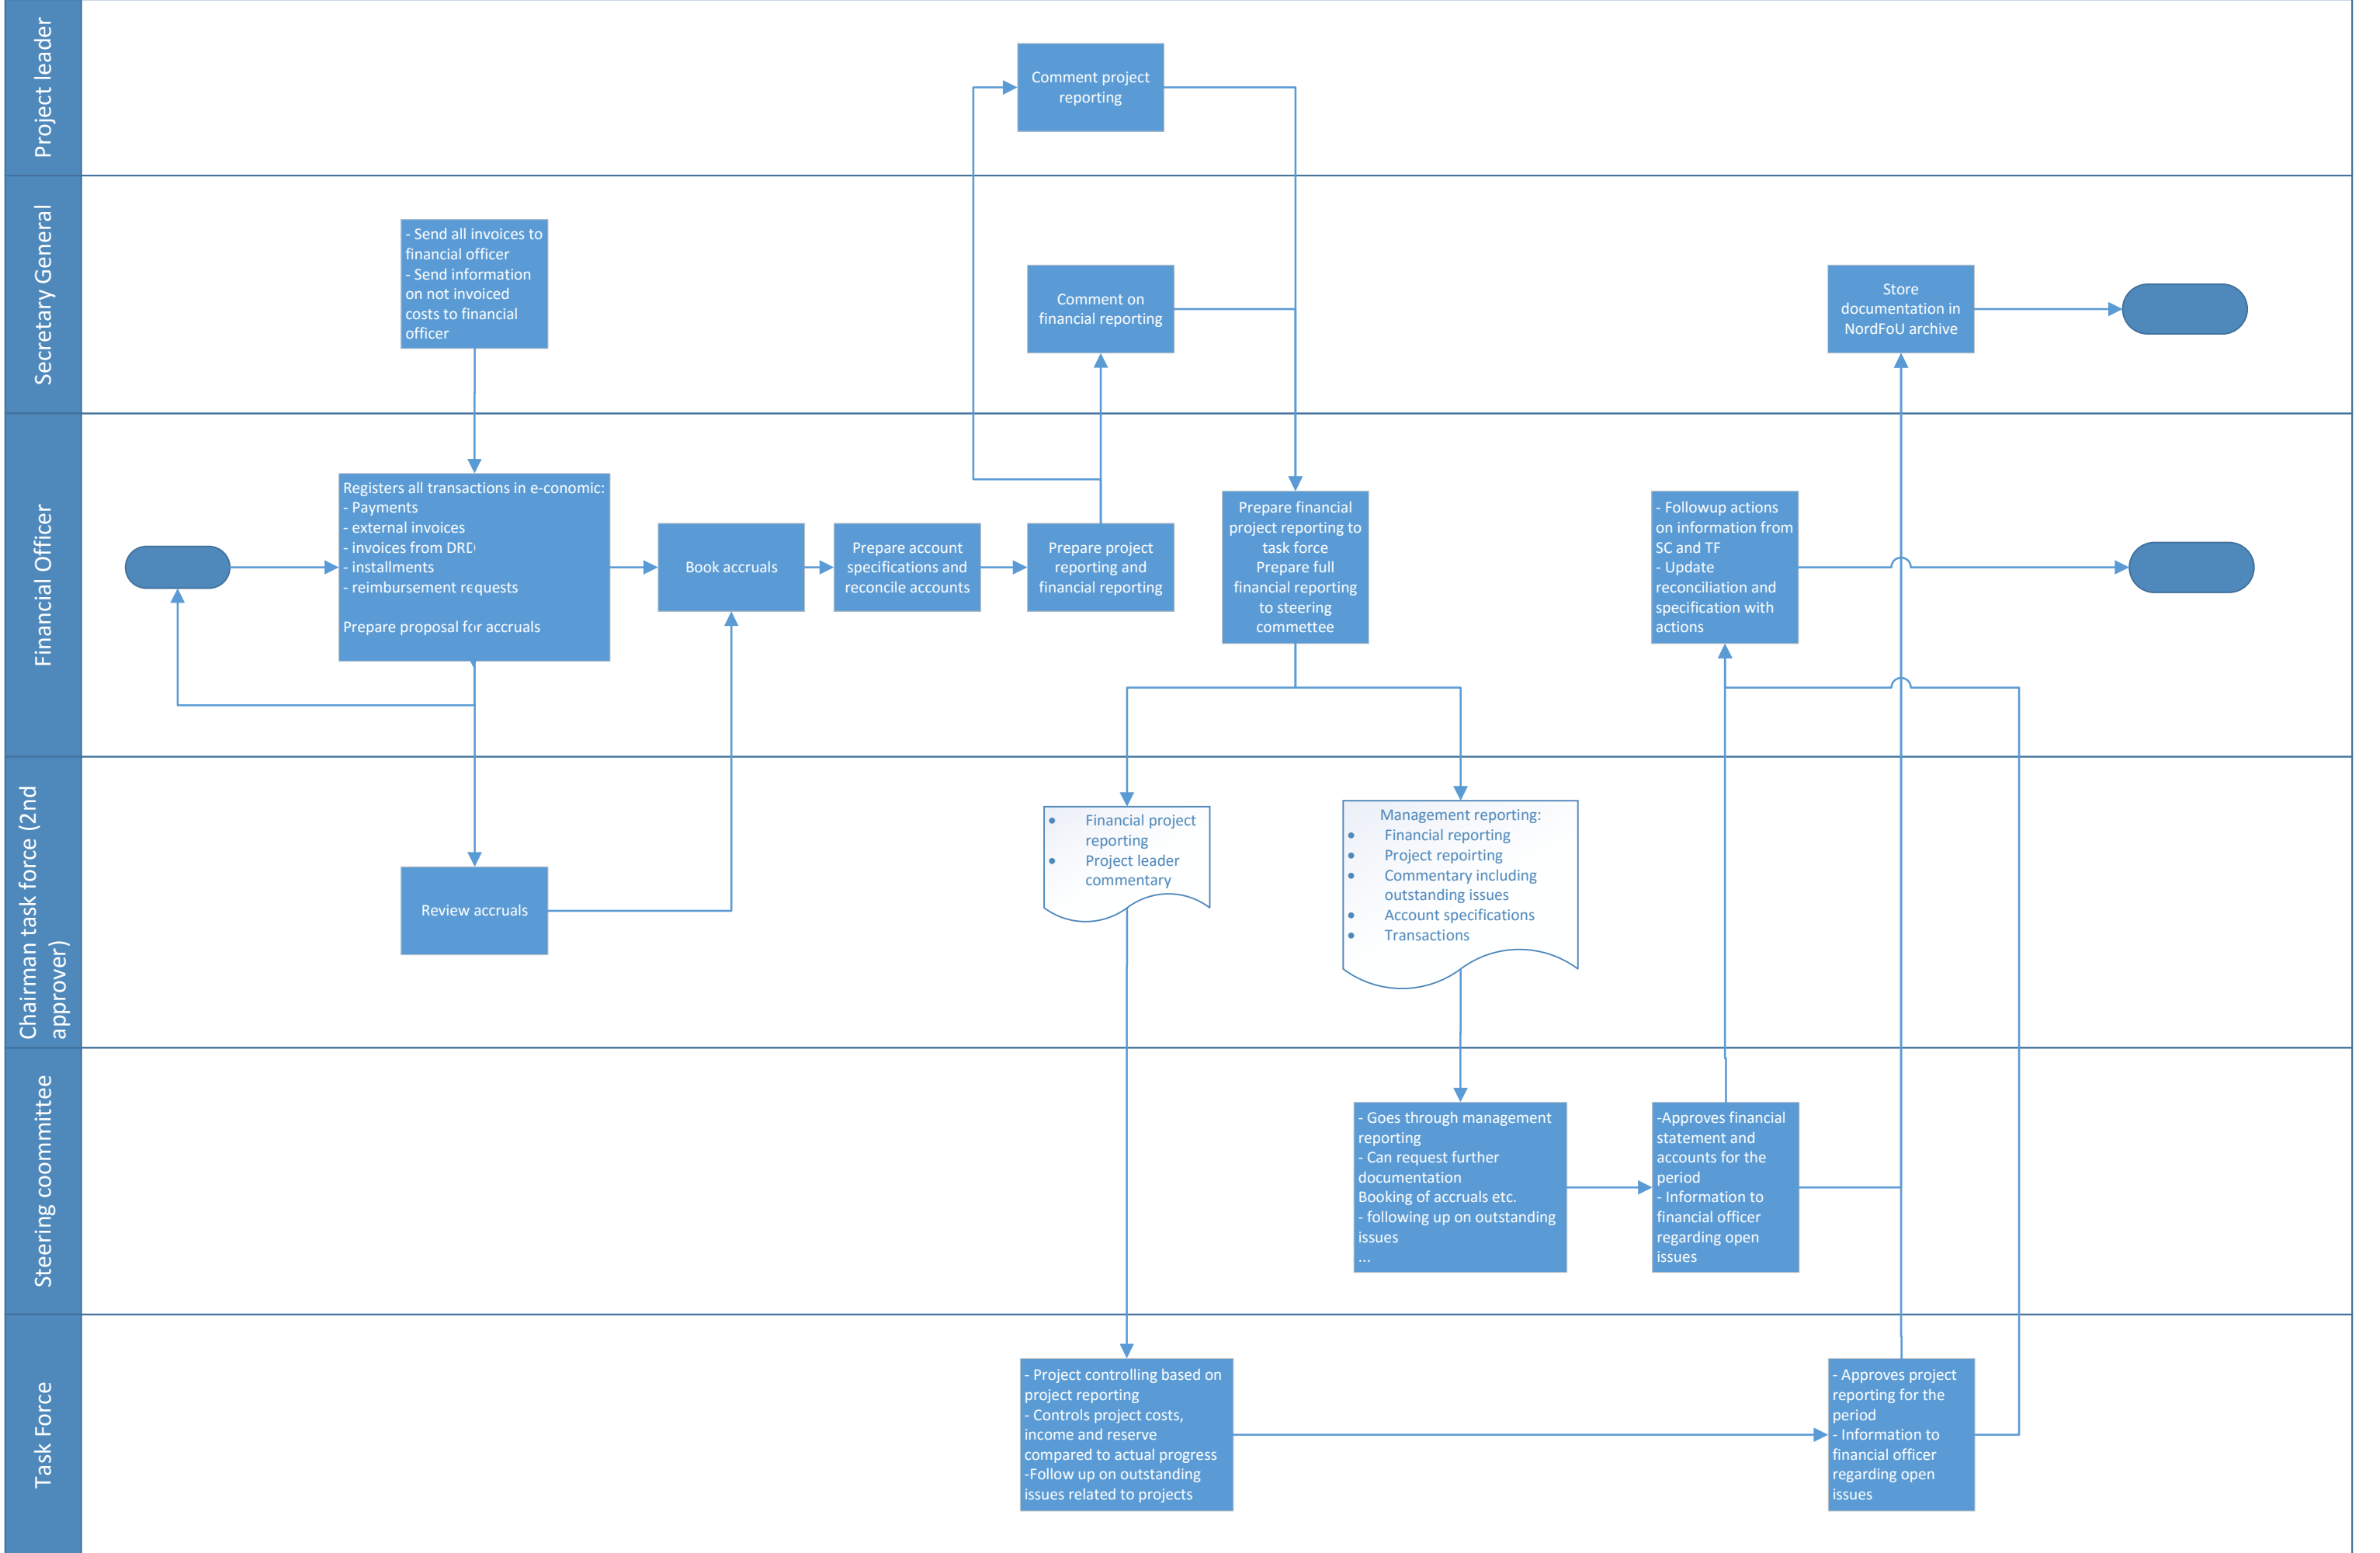 Project leader
Comment project
reporting
Secretary General
- Send all invoices to
financial officer
- Send information
on not invoiced
costs to financial
officer
Comment on
financial reporting
Store
documentation in
NordFoU archive
Financial Officer
Registers all transactions in e-conomic:
- Payments
- external invoices
- invoices from DRD
- installments
- reimbursement requests
Prepare proposal for accruals
Book accruals
Prepare account
specifications and
reconcile accounts
Prepare project
reporting and
financial reporting
Prepare financial
project reporting to
task force
Prepare full
financial reporting
to steering
commettee
- Followup actions
on information from
SC and TF
- Update
reconciliation and
specification with
actions
Chairman task force (2nd
approver)
Review accruals
• Financial project
reporting
• Project leader
commentary
Management reporting:
• Financial reporting
• Project repoirting
• Commentary including
outstanding issues
• Account specifications
• Transactions
Steering coommittee
- Goes through management
reporting
- Can request further
documentation
Booking of accruals etc.
- following up on outstanding
issues
...
-Approves financial
statement and
accounts for the
period
- Information to
financial officer
regarding open
issues
Task Force
- Project controlling based on
project reporting
- Controls project costs,
income and reserve
compared to actual progress
-Follow up on outstanding
issues related to projects
- Approves project
reporting for the
period
- Information to
financial officer
regarding open
issues